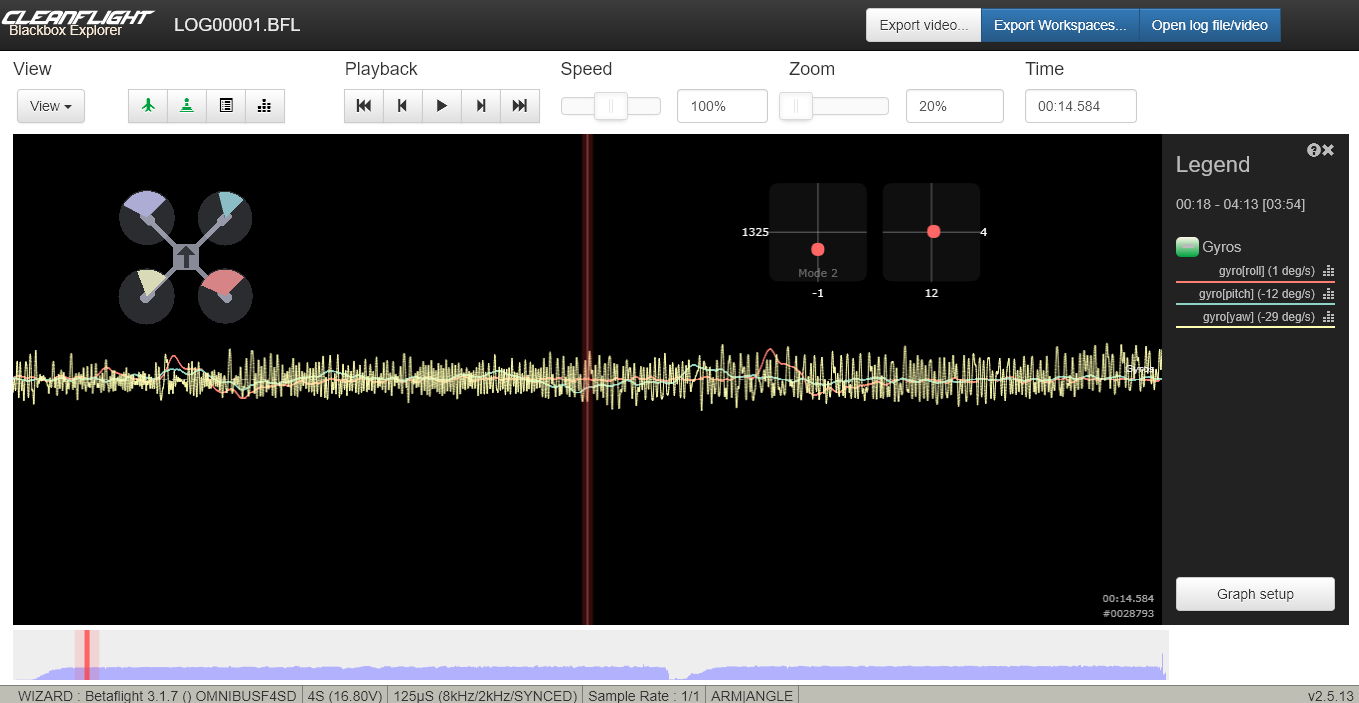 CLEANFLIGHT
Blackbox Explorer
LOG00001.BFL
Export video...
Export Workspaces...
Open log file/video
View
Playback
Speed
Zoom
Time
View
100%
20%
00:14.584
Legend
00:18 - 04:13 [03:54]
Gyros
gyro[roll] (1 deg/s)
gyro[pitch] (-12 deg/s)
gyro[yaw] (-29 deg/s)
1325
4
Mode 2
-1
12
Gyros
00:14.584
#0028793
Graph setup
WIZARD : Betaflight 3.1.7 () OMNIBUSF4SD
4S (16.80V)
125µS (8kHz/2kHz/SYNCED)
Sample Rate : 1/1
ARM|ANGLE
v2.5.13